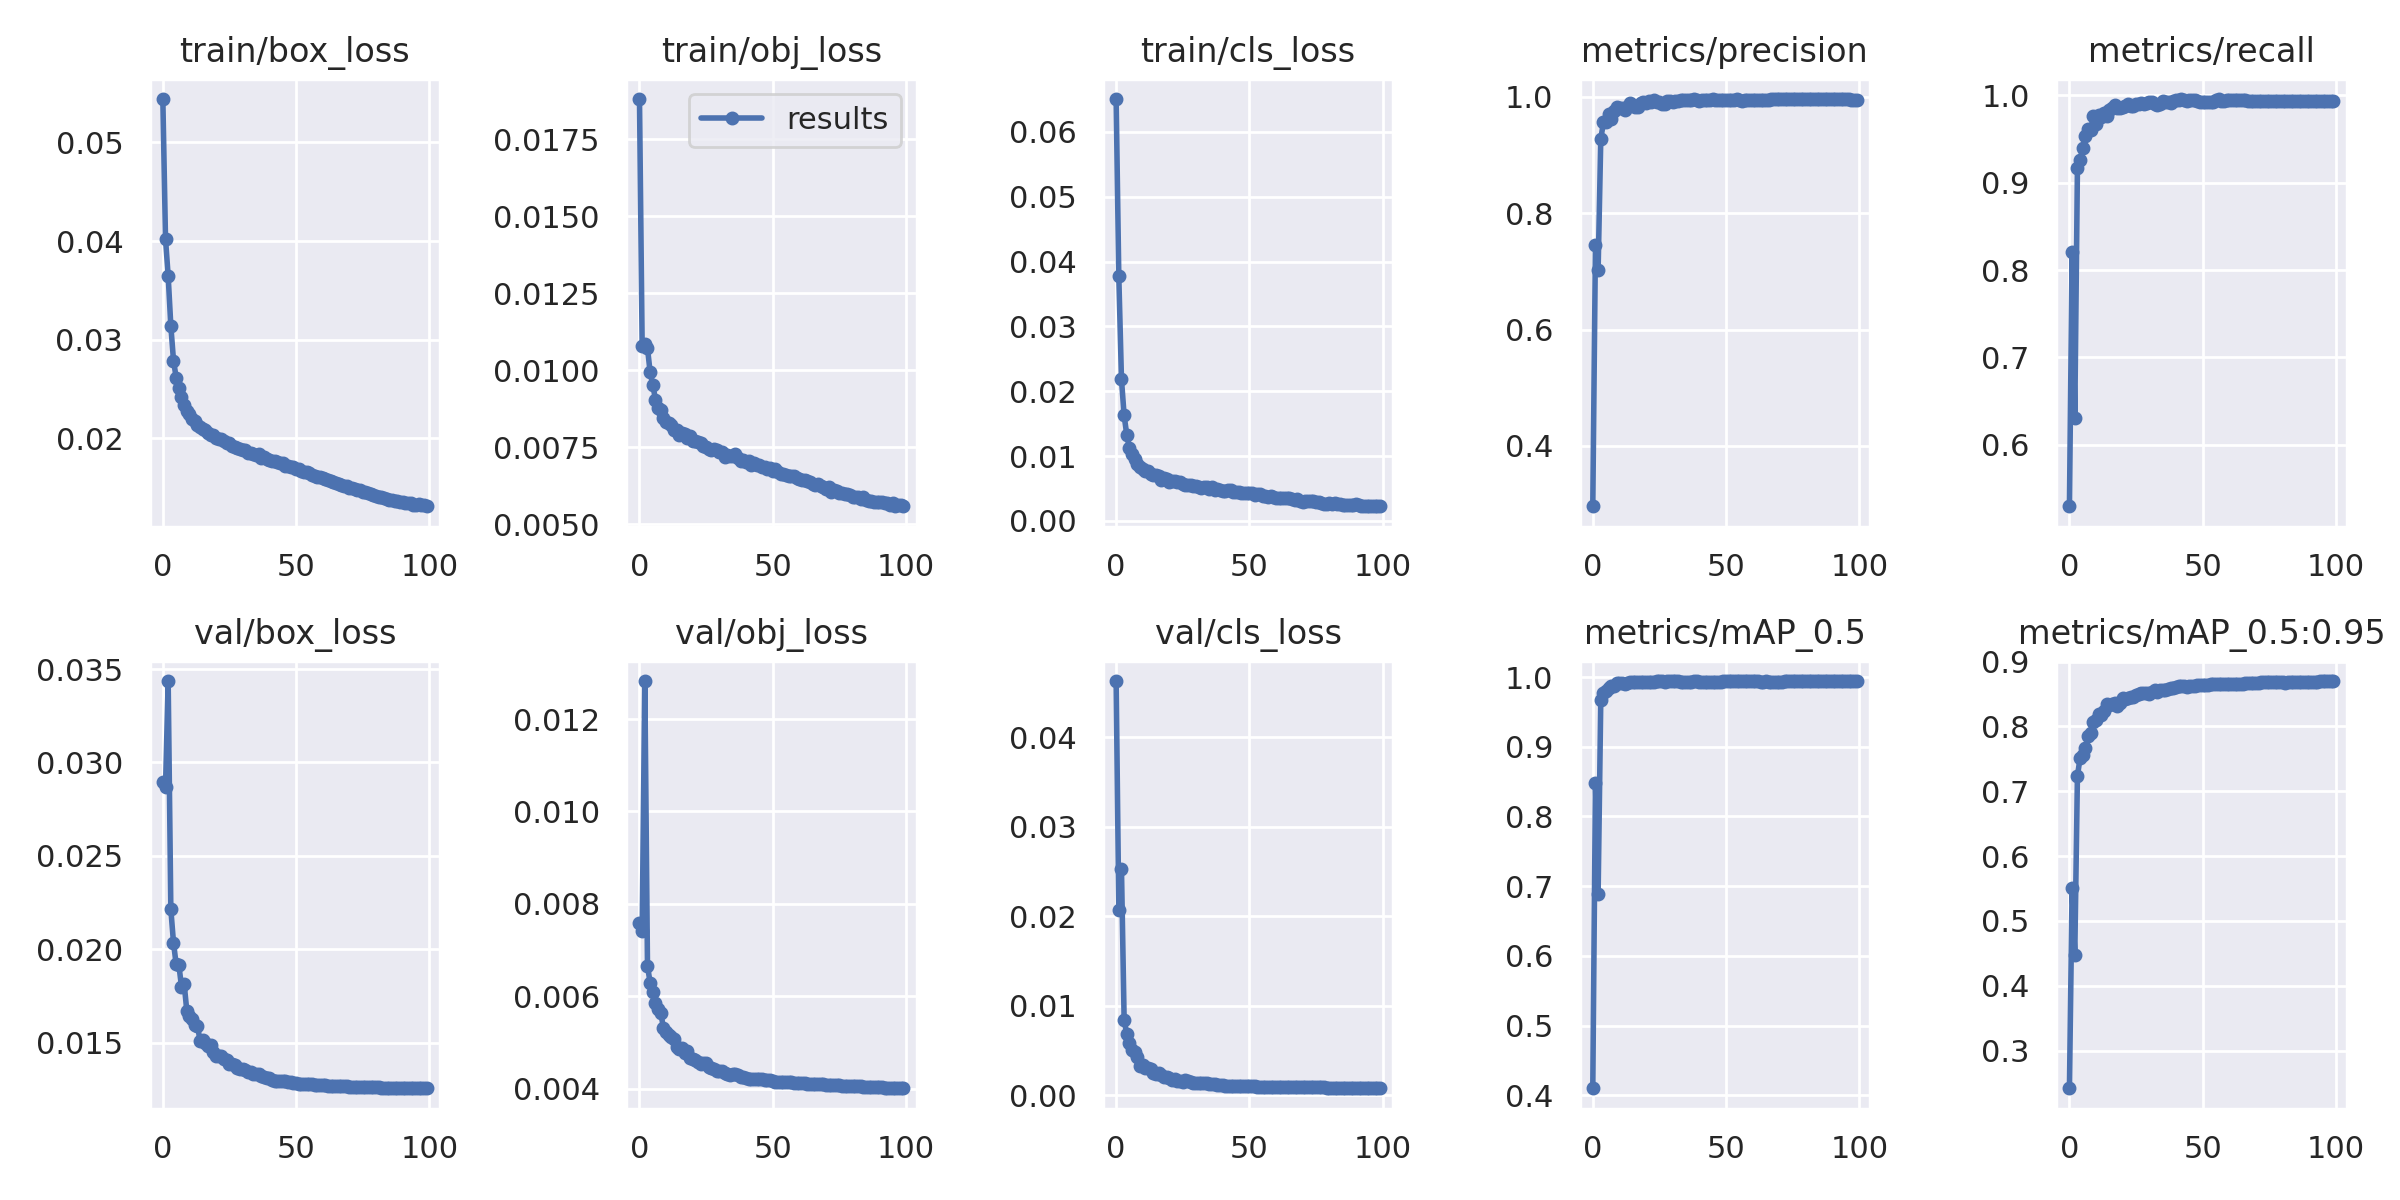 train/box_loss
0.05
0.04
0.03
0.02
0 50 100
train/obj_loss
results
0.0175
0.0150
0.0125
0.0100
0.0075
0.0050
0 50 100
train/cls_loss
0.06
0.05
0.04
0.03
0.02
0.01
0.00
0 50 100
metrics/precision
1.0
0.8
0.6
0.4
0 50 100
metrics/recall
1.0
0.9
0.8
0.7
0.6
0 50 100
val/box_loss
0.035
0.030
0.025
0.020
0.015
0 50 100
val/obj_loss
0.012
0.010
0.008
0.006
0.004
0 50 100
val/cls_loss
0.04
0.03
0.02
0.01
0.00
0 50 100
metrics/mAP_0.5
1.0
0.9
0.8
0.7
0.6
0.5
0.4
0 50 100
metrics/mAP_0.5:0.95
0.9
0.8
0.7
0.6
0.5
0.4
0.3
0 50 100